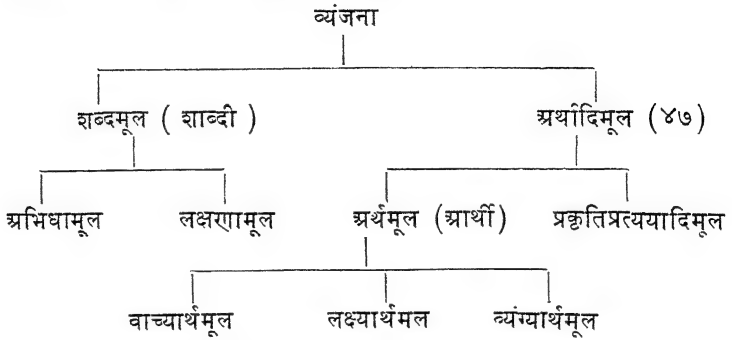 व्यंजना
शब्दमूल ( शाब्दी ) अर्थादिमूल (४७)
अभिधामूल लक्षणामूल अर्थमूल (आर्थी) प्रकृतिप्रत्ययादिमूल
वाच्यार्थमूल लक्ष्यार्थमल व्यंग्यार्थमूल